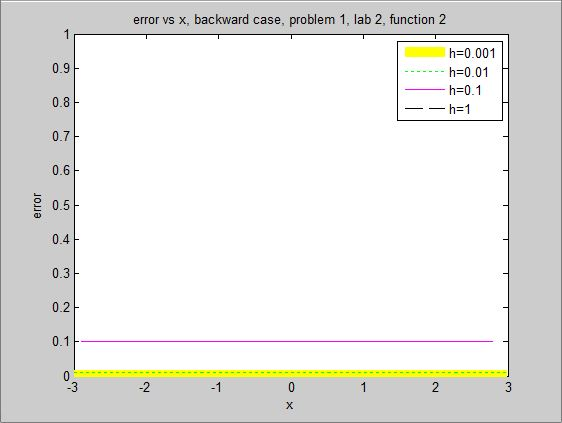 error vs x, backward case, problem 1, lab 2, function 2
1
0.9
0.8
0.7
0.6
0.5
0.4
0.3
0.2
0.1
0
error
h=0.001
h=0.01
h=0.1
h=1
-3 -2 -1 0 1 2 3
x